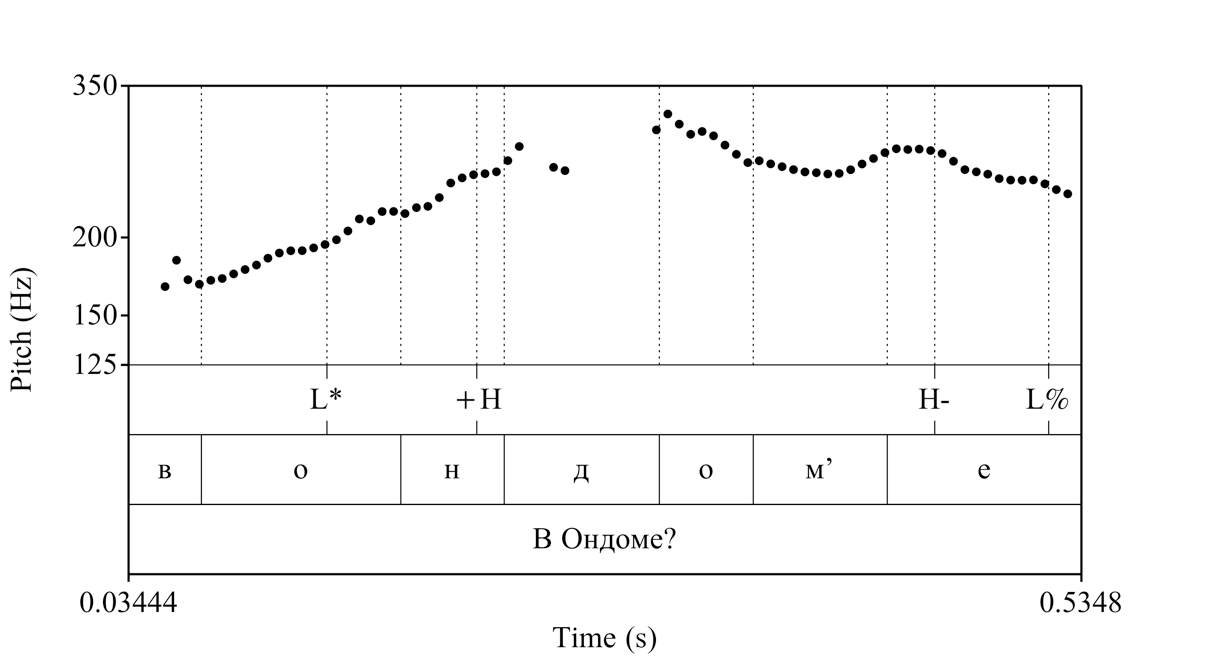 350
200
150
125
Pitch (Hz)
L* +H H- L%
в о н д о м’ е
В Ондоме?
0.03444 0.5348
Time (s)